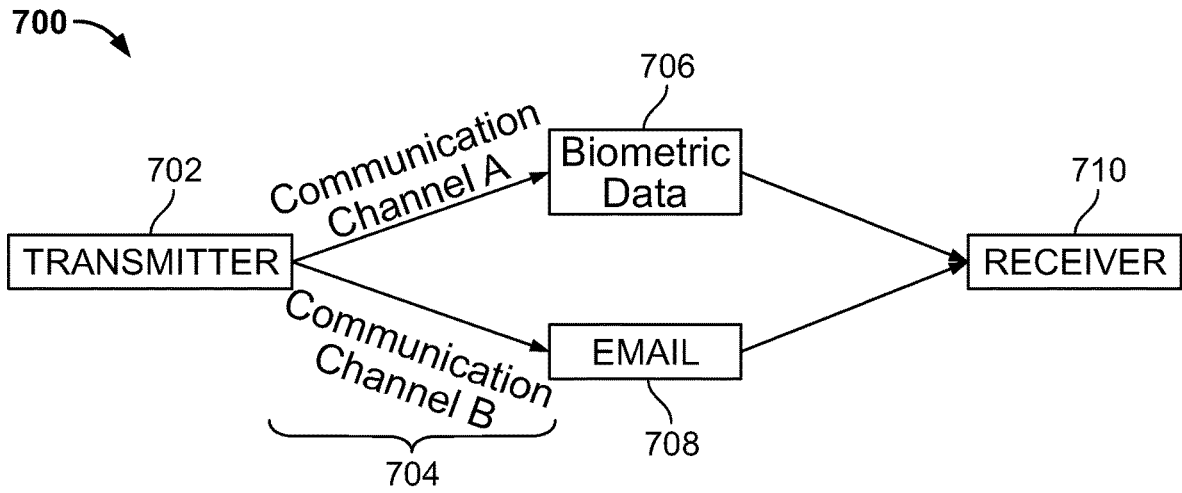 700
706
Communication
Channel A
Biometric
Data
702
710
TRANSMITTER
RECEIVER
Communication
Channel B
EMAIL
708
704